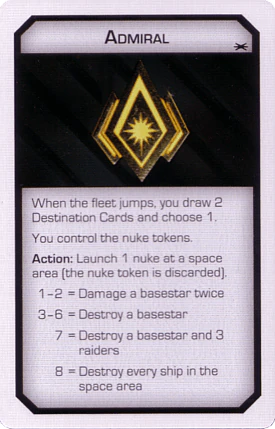 ADMIRAL
When the fleet jumps, you draw 2
Destination Cards and choose 1.
You control the nuke tokens.
Action: Launch 1 nuke at a space
area (the nuke token is discarded).
1-2 = Damage a basestar twice
3-6 = Destroy a basestar
7 = Destroy a basestar and 3
raiders
8 = Destroy every ship in the
space area